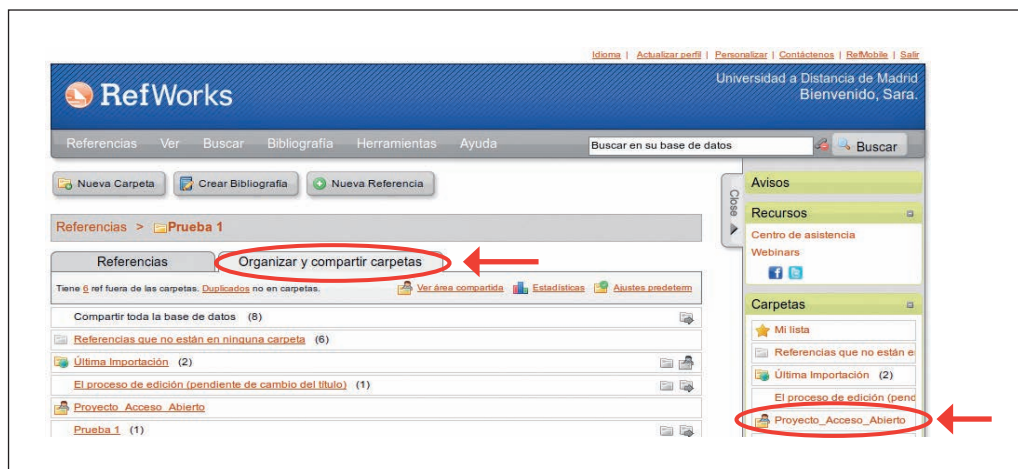 Idioma | Actualizar perfil | Personalizar | Contáctenos | RefMobile | Salir
RefWorks
Universidad a Distancia de Madrid
Bienvenido, Sara.
Referencias Ver Buscar Bibliografía Herramientas Ayuda
Buscar en su base de datos
Buscar
Nueva Carpeta
Crear Bibliografía
Nueva Referencia
Referencias > Prueba 1
Referencias
Organizar y compartir carpetas
Tiene 6 ref fuera de las carpetas. Duplicados no en carpetas.
Ver área compartida Estadísticas Ajustes predeterm
Compartir toda la base de datos (8)
Referencias que no están en ninguna carpeta (6)
Última Importación (2)
El proceso de edición (pendiente de cambio del título) (1)
Proyecto_Acceso_Abierto
Prueba 1 (1)
Close
Avisos
Recursos
Centro de asistencia
Webinars
Carpetas
Mi lista
Referencias que no están e
Última Importación (2)
El proceso de edición (pend
Proyecto_Acceso_Abierto